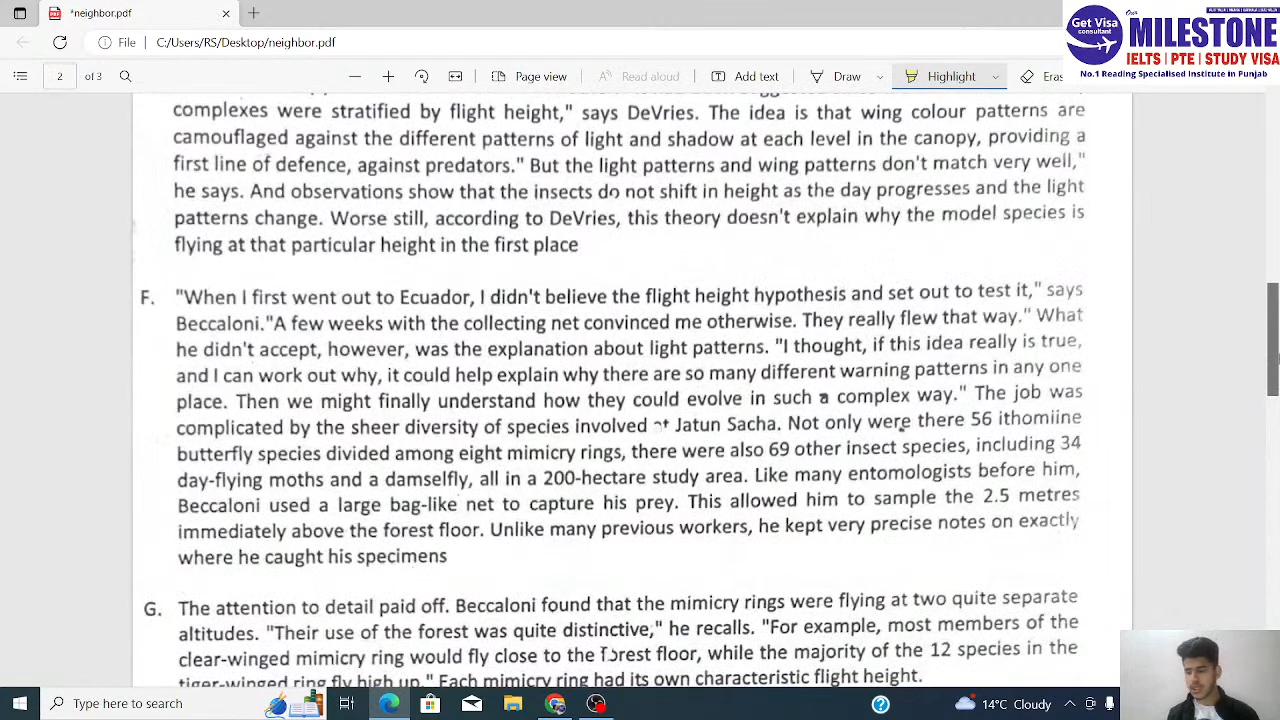 *neighbor.pdf
Get Visa
consultant
Over
MILESTONE
IELTS | PTE | STUDY VISA
No.1 Reading Specialised Institute in Punjab
File C:/Users/RS/Desktop/neighbor.pdf
2 of 3 Page view Read aloud Add text Draw Highlight Eras
complexes were stratified by flight height," says DeVries. The idea is that wing colour patterns are
camouflaged against the different patterns of light and shadow at each level in the canopy, providing a
first line of defence, against predators." But the light patterns and wing patterns don't match very well,"
he says. And observations show that the insects do not shift in height as the day progresses and the light
patterns change. Worse still, according to DeVries, this theory doesn't explain why the model species is
flying at that particular height in the first place
F. "When I first went out to Ecuador, I didn't believe the flight height hypothesis and set out to test it," says
Beccaloni."A few weeks with the collecting net convinced me otherwise. They really flew that way." What
he didn't accept, however, was the explanation about light patterns. "I thought, if this idea really is true,
and I can work out why, it could help explain why there are so many different warning patterns in any one
place. Then we might finally understand how they could evolve in such a complex way." The job was
complicated by the sheer diversity of species involved at Jatun Sacha. Not only were there 56 ithomiine
butterfly species divided among eight mimicry rings, there were also 69 other insect species, including 34
day-flying moths and a damselfly, all in a 200-hectare study area. Like many entomologists before him,
Beccaloni used a large bag-like net to capture his prey. This allowed him to sample the 2.5 metres
immediately above the forest floor. Unlike many previous workers, he kept very precise notes on exactly
where he caught his specimens
G. The attention to detail paid off. Beccaloni found that the mimicry rings were flying at two quite separate
altitudes. "Their use of the forest was quite distinctive," he recalls. "For example, most members of the
clear-winged mimicry ring would fly close to the forest floor, while the majority of the 12 species in the
tiger-winged ring fly high up." Each mimicry ring had its own characteristic flight height.
Type here to search
14°C Cloudy